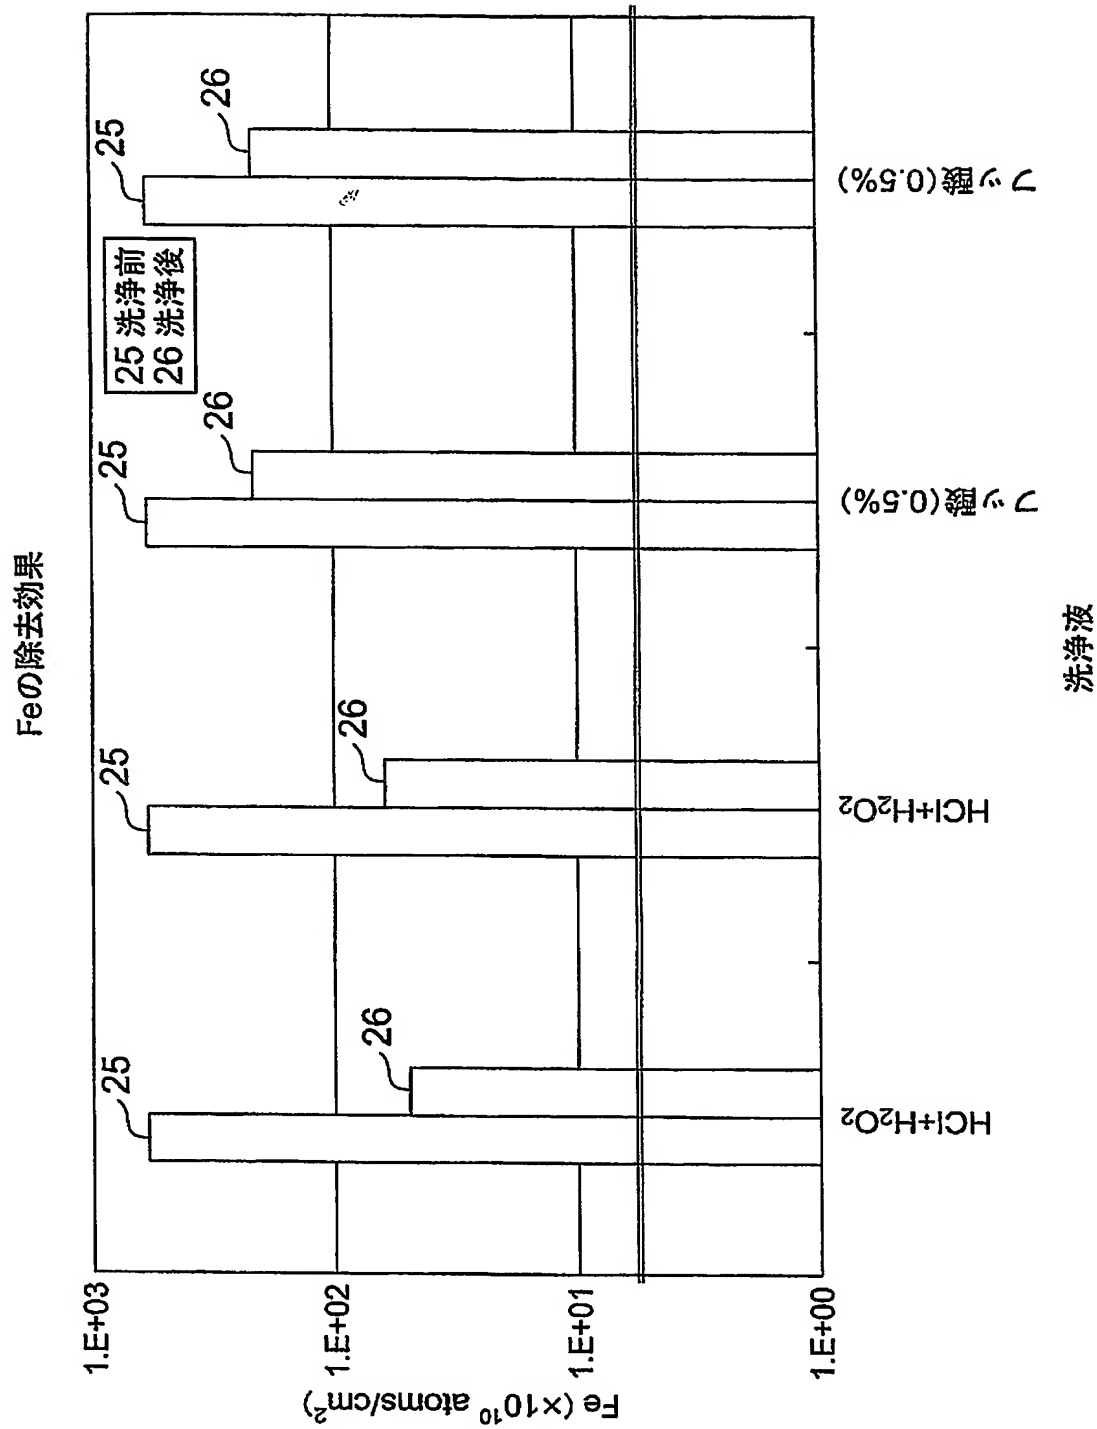 Feの除去効果
1.E+03
1.E+02
1.E+01
1.E+00
Fe (×10¹⁰ atoms/cm²)
25 洗浄前
26 洗浄後
25
26
25
26
25
26
25
26
HCl+H₂O₂
HCl+H₂O₂
フッ酸(0.5%)
フッ酸(0.5%)
洗浄液